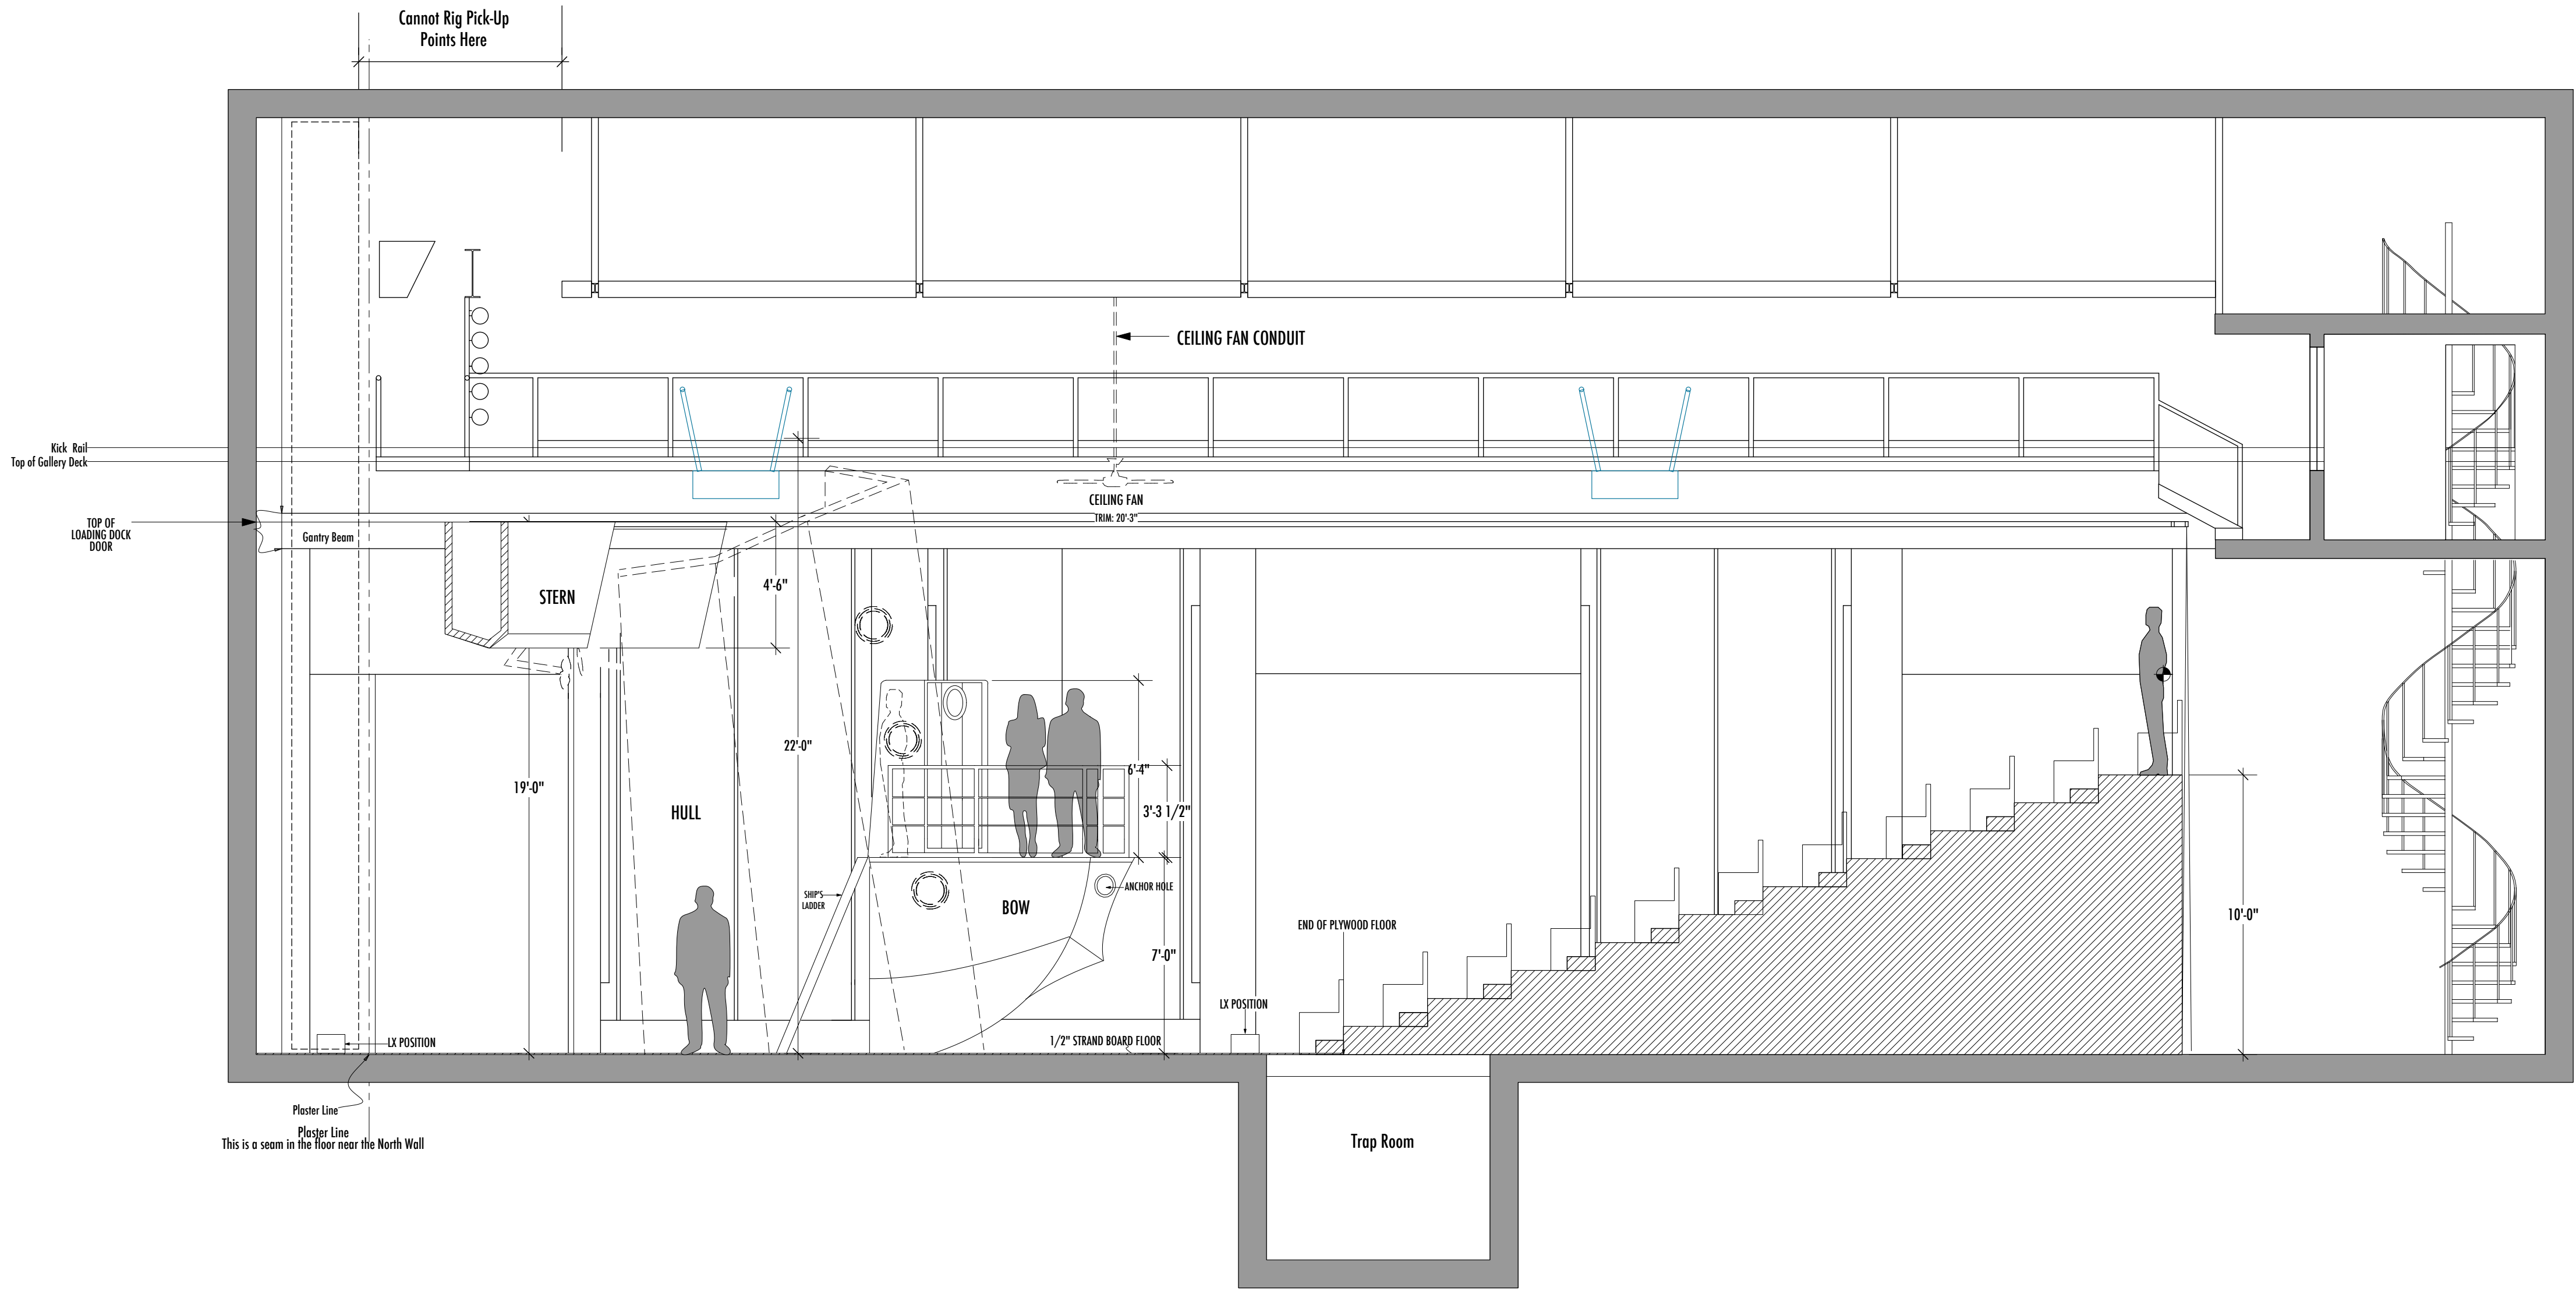 Cannot Rig Pick-Up
Points Here
CEILING FAN CONDUIT
Kick Rail
Top of Gallery Deck
CEILING FAN
TRIM: 20'-3"
TOP OF
LOADING DOCK
DOOR
Gantry Beam
STERN
4'-6"
22'-0"
19'-0"
6'-4"
3'-3 1/2"
HULL
SHIP'S
LADDER
ANCHOR HOLE
BOW
END OF PLYWOOD FLOOR
10'-0"
7'-0"
LX POSITION
LX POSITION
1/2" STRAND BOARD FLOOR
Plaster Line
Plaster Line
This is a seam in the floor near the North Wall
Trap Room